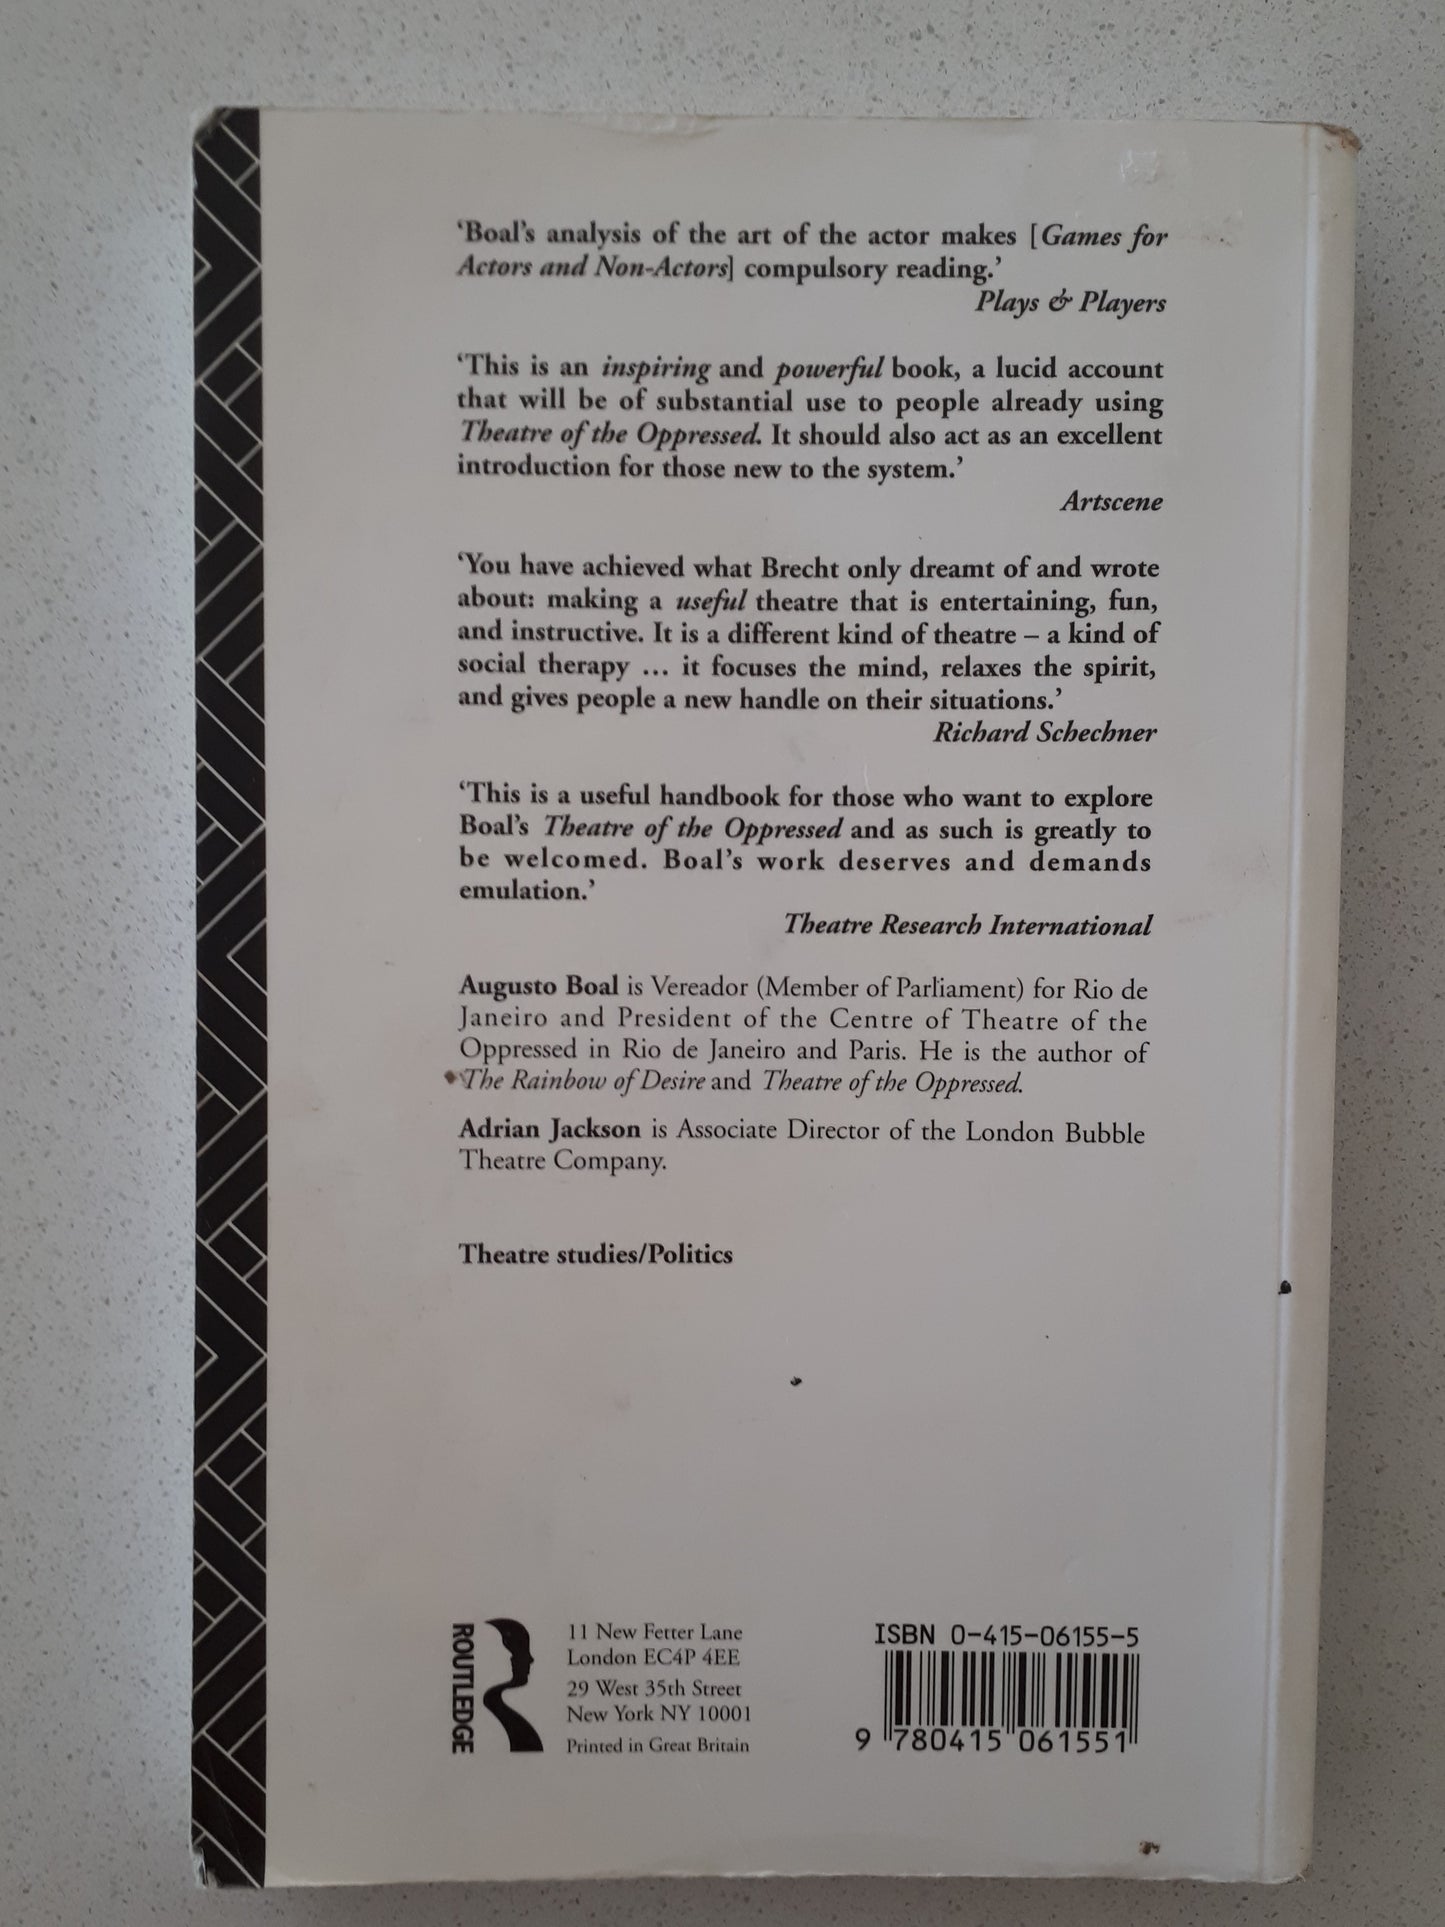 ‘Boal’s analysis of the art of the actor makes [Games for
Actors and Non-Actors] compulsory reading.’
Plays & Players
‘This is an inspiring and powerful book, a lucid account
that will be of substantial use to people already using
Theatre of the Oppressed. It should also act as an excellent
introduction for those new to the system.’
Artscene
‘You have achieved what Brecht only dreamt of and wrote
about: making a useful theatre that is entertaining, fun,
and instructive. It is a different kind of theatre – a kind of
social therapy ... it focuses the mind, relaxes the spirit,
and gives people a new handle on their situations.’
Richard Schechner
‘This is a useful handbook for those who want to explore
Boal’s Theatre of the Oppressed and as such is greatly to
be welcomed. Boal’s work deserves and demands
emulation.’
Theatre Research International
Augusto Boal is Vereador (Member of Parliament) for Rio de
Janeiro and President of the Centre of Theatre of the
Oppressed in Rio de Janeiro and Paris. He is the author of
The Rainbow of Desire and Theatre of the Oppressed.
Adrian Jackson is Associate Director of the London Bubble
Theatre Company.
Theatre studies/Politics
ROUTLEDGE
11 New Fetter Lane
London EC4P 4EE
29 West 35th Street
New York NY 10001
Printed in Great Britain
ISBN 0-415-06155-5
9 780415 061551